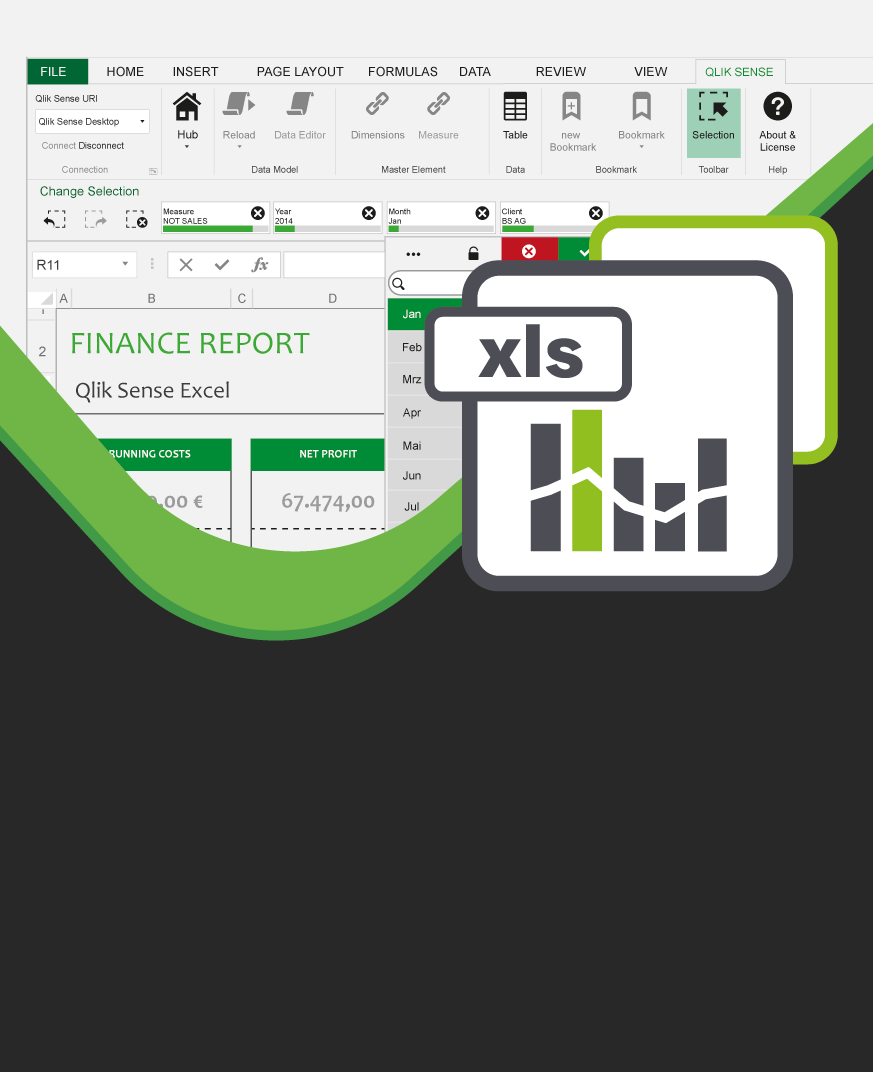 FILE HOME INSERT PAGE LAYOUT FORMULAS DATA REVIEW VIEW QLIK SENSE
Qlik Sense URI
Qlik Sense Desktop
Connect Disconnect
Connection
Hub
Reload
Data Editor
Data Model
Dimensions
Measure
Master Element
Table
Data
new
Bookmark
Bookmark
Bookmark
Selection
Toolbar
About &
License
Help
Change Selection
Measure
NOT SALES
Year
2014
Month
Jan
Client
BS AG
R11
fx
A B C D
2
FINANCE REPORT
Qlik Sense Excel
RUNNING COSTS
NET PROFIT
,00 €
67.474,00
Jan
Feb
Mrz
Apr
Mai
Jun
Jul
xls